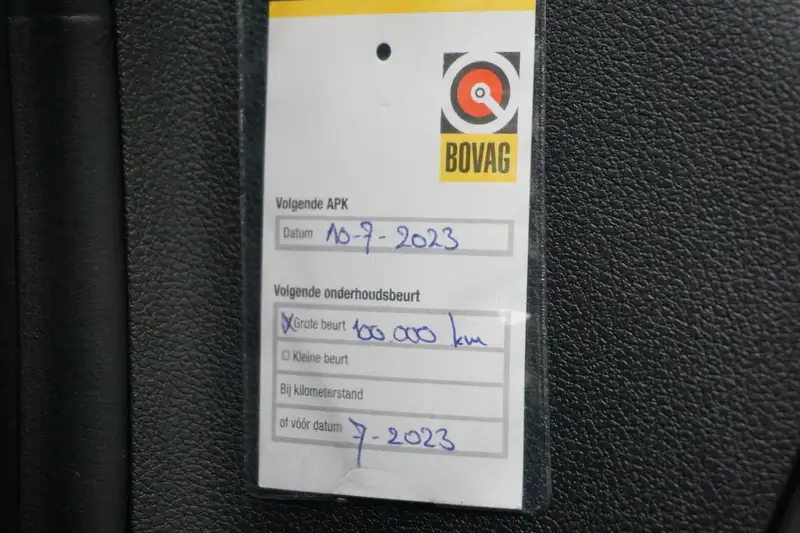 BOVAG
Volgende APK
Datum 10-7-2023
Volgende onderhoudsbeurt
X Grote beurt 100.000 km
Kleine beurt
Bij kilometerstand
of vóór datum 7-2023